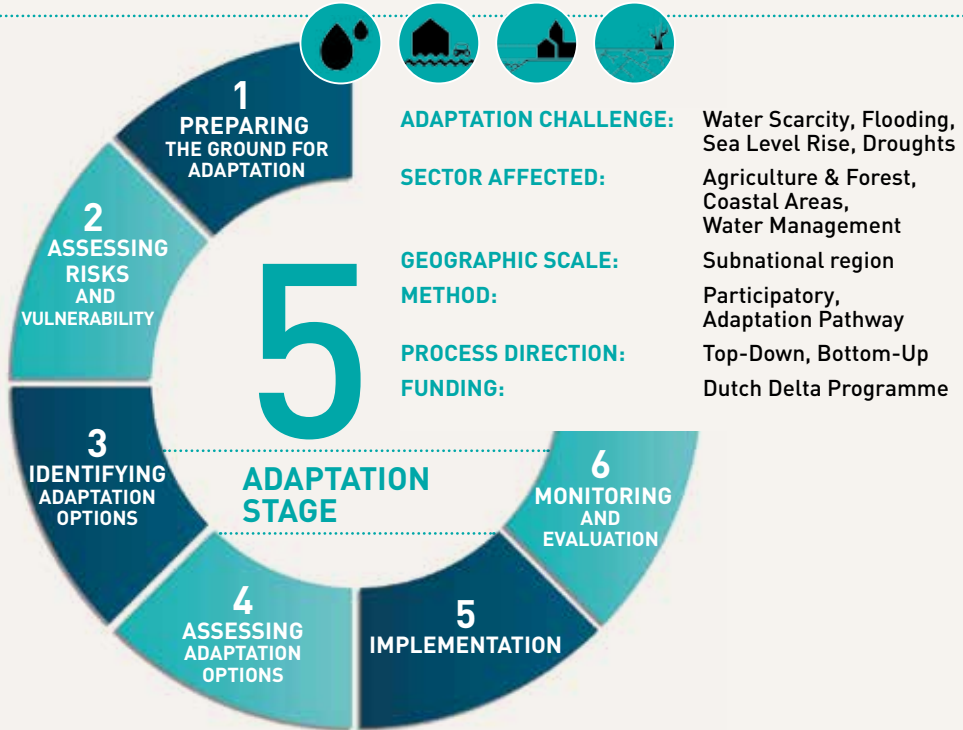 1
PREPARING
THE GROUND FOR
ADAPTATION
2
ASSESSING
RISKS
AND
VULNERABILITY
3
IDENTIFYING
ADAPTATION
OPTIONS
4
ASSESSING
ADAPTATION
OPTIONS
5
IMPLEMENTATION
6
MONITORING
AND
EVALUATION
5
ADAPTATION
STAGE
ADAPTATION CHALLENGE: Water Scarcity, Flooding,
Sea Level Rise, Droughts
SECTOR AFFECTED: Agriculture & Forest,
Coastal Areas,
Water Management
GEOGRAPHIC SCALE: Subnational region
METHOD: Participatory,
Adaptation Pathway
PROCESS DIRECTION: Top-Down, Bottom-Up
FUNDING: Dutch Delta Programme